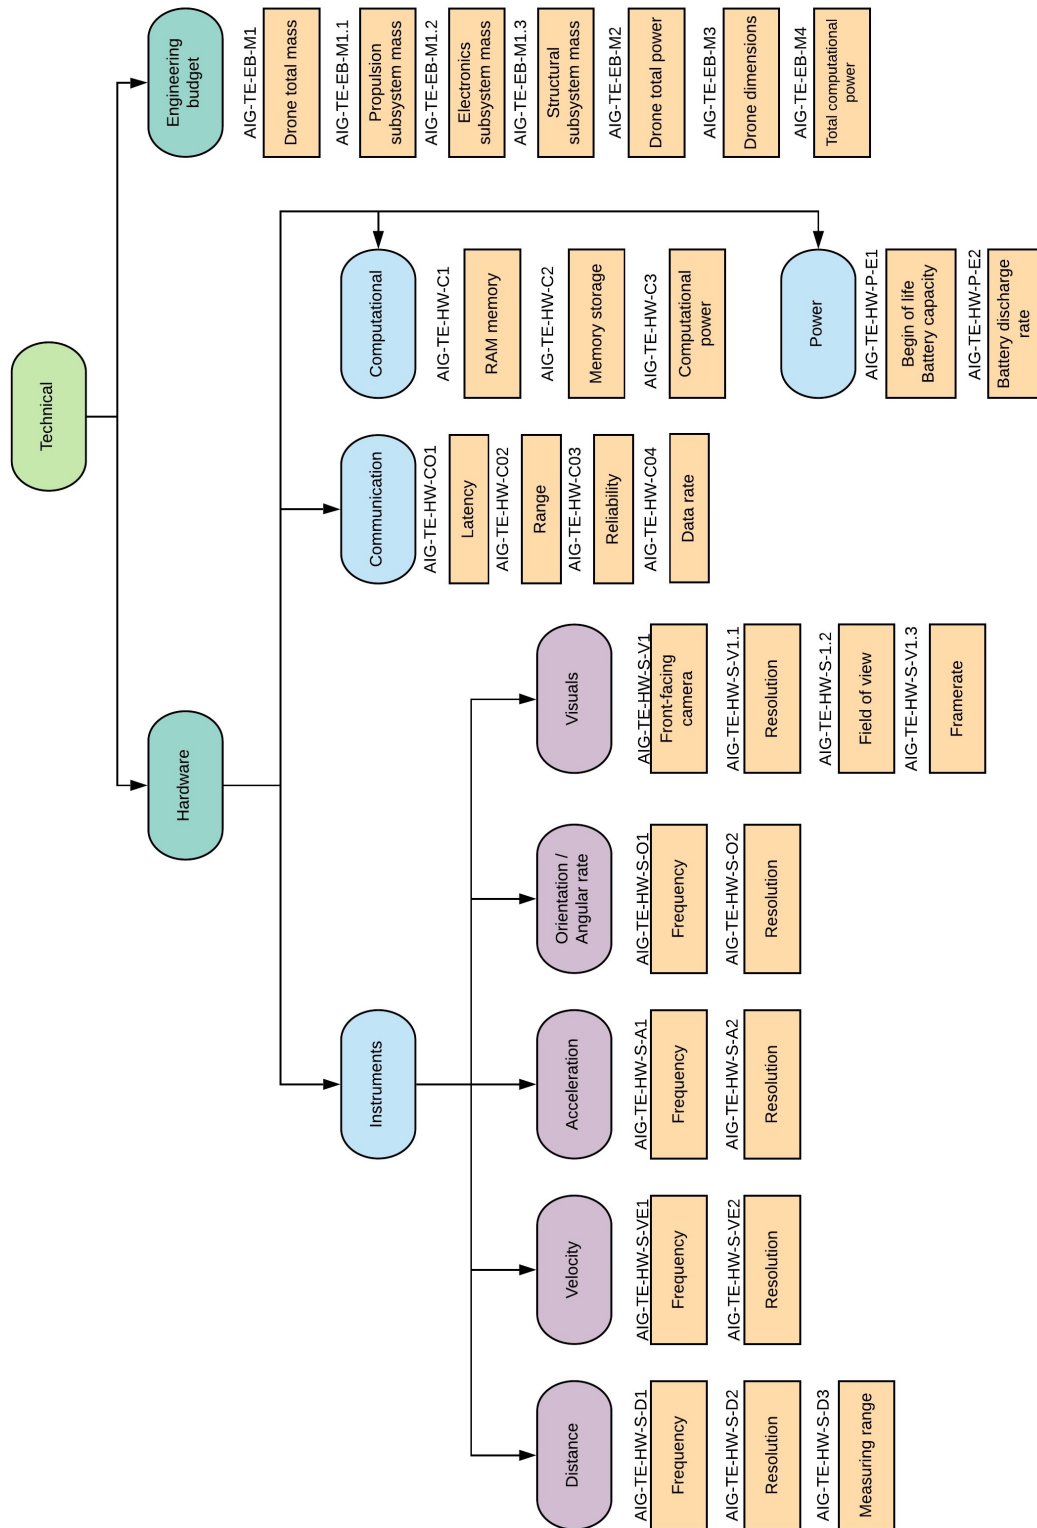 Technical
Hardware
Engineering
budget
Instruments
Communication
Computational
Power
Distance
Velocity
Acceleration
Orientation /
Angular rate
Visuals
AIG-TE-HW-S-D1
Frequency
AIG-TE-HW-S-D2
Resolution
AIG-TE-HW-S-D3
Measuring range
AIG-TE-HW-S-VE1
Frequency
AIG-TE-HW-S-VE2
Resolution
AIG-TE-HW-S-A1
Frequency
AIG-TE-HW-S-A2
Resolution
AIG-TE-HW-S-O1
Frequency
AIG-TE-HW-S-O2
Resolution
AIG-TE-HW-S-V1
Front-facing
camera
AIG-TE-HW-S-V1.1
Resolution
AIG-TE-HW-S-1.2
Field of view
AIG-TE-HW-S-V1.3
Framerate
AIG-TE-HW-CO1
Latency
AIG-TE-HW-C02
Range
AIG-TE-HW-C03
Reliability
AIG-TE-HW-C04
Data rate
AIG-TE-HW-C1
RAM memory
AIG-TE-HW-C2
Memory storage
AIG-TE-HW-C3
Computational
power
AIG-TE-HW-P-E1
Begin of life
Battery capacity
AIG-TE-HW-P-E2
Battery discharge
rate
AIG-TE-EB-M1
Drone total mass
AIG-TE-EB-M1.1
Propulsion
subsystem mass
AIG-TE-EB-M1.2
Electronics
subsystem mass
AIG-TE-EB-M1.3
Structural
subsystem mass
AIG-TE-EB-M2
Drone total power
AIG-TE-EB-M3
Drone dimensions
AIG-TE-EB-M4
Total computational
power